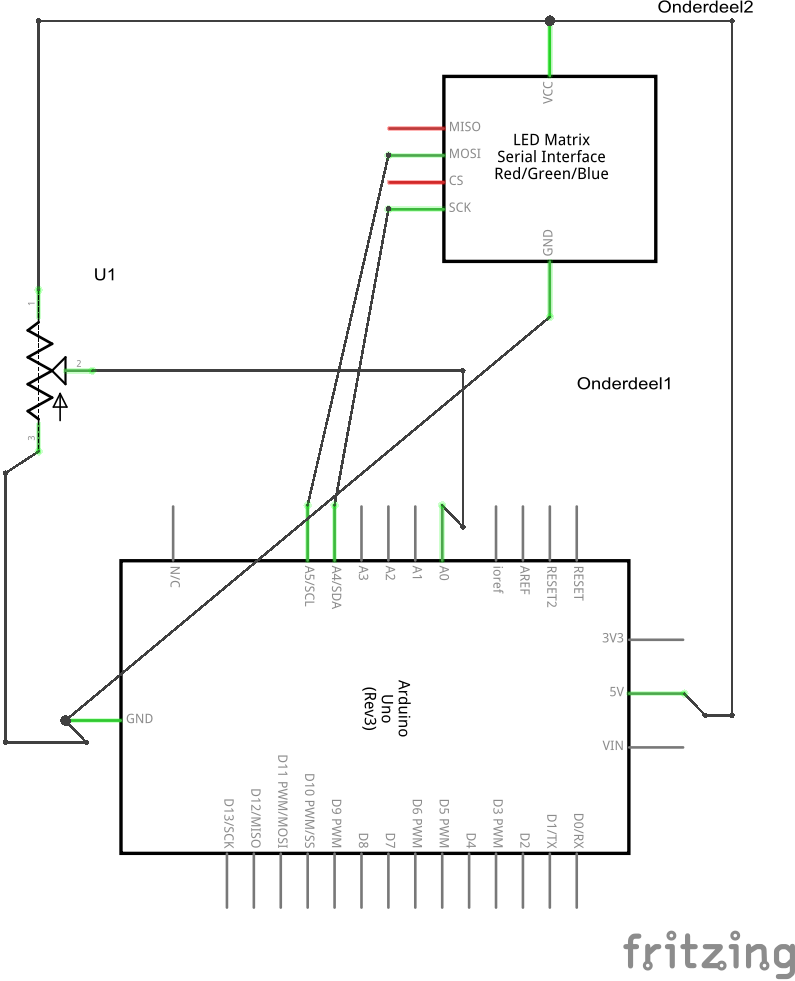 Onderdeel2
VCC
MISO
MOSI
CS
SCK
LED Matrix
Serial Interface
Red/Green/Blue
GND
U1
1
2
3
Onderdeel1
N/C
A5/SCL
A4/SDA
A3
A2
A1
A0
ioref
AREF
RESET2
RESET
3V3
5V
VIN
GND
Arduino
Uno
(Rev3)
D13/SCK
D12/MISO
D11 PWM/MOSI
D10 PWM/SS
D9 PWM
D8
D7
D6 PWM
D5 PWM
D4
D3 PWM
D2
D1/TX
D0/RX
fritzing